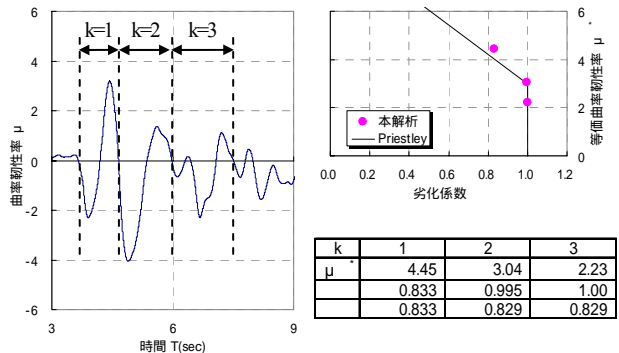 k=1 k=2 k=3
6
4
2
0
-2
-4
-6
3 6 9
時間 T(sec)
曲率靭性率 μ
6
4
2
0
0.0 0.2 0.4 0.6 0.8 1.0 1.2
劣化係数
等価曲率靭性率 μ*
本解析
Priestley
k 1 2 3
μ* 4.45 3.04 2.23
0.833 0.995 1.00
0.833 0.829 0.829